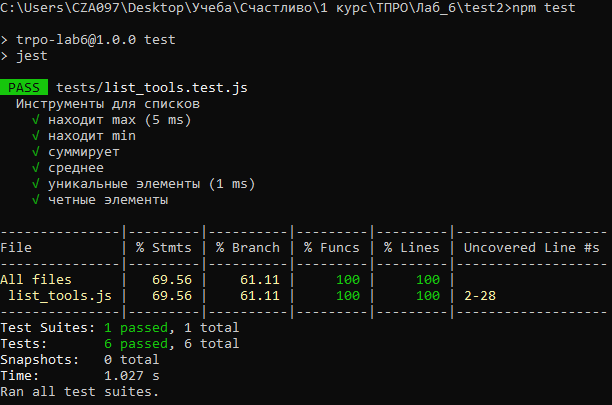 C:\Users\CZA097\Desktop\Учеба\Счастливо\1 курс\ТПРО\Лаб_6\test2>npm test
> trpo-lab6@1.0.0 test
> jest
PASS tests/list_tools.test.js
  Инструменты для списков
    √ находит max (5 ms)
    √ находит min
    √ суммирует
    √ среднее
    √ уникальные элементы (1 ms)
    √ четные элементы
---------------|---------|----------|---------|---------|-------------------
File           | % Stmts | % Branch | % Funcs | % Lines | Uncovered Line #s
---------------|---------|----------|---------|---------|-------------------
All files      |   69.56 |    61.11 |     100 |     100 |
 list_tools.js |   69.56 |    61.11 |     100 |     100 | 2-28
---------------|---------|----------|---------|---------|-------------------
Test Suites: 1 passed, 1 total
Tests:       6 passed, 6 total
Snapshots:   0 total
Time:        1.027 s
Ran all test suites.